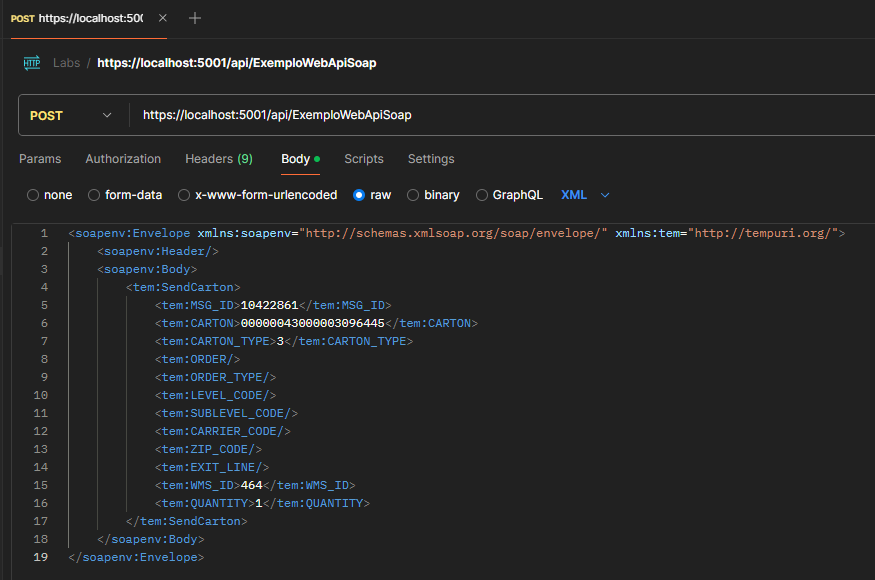 POST https://localhost:500
HTTP Labs / https://localhost:5001/api/ExemploWebApiSoap
POST https://localhost:5001/api/ExemploWebApiSoap
Params Authorization Headers (9) Body Scripts Settings
none form-data x-www-form-urlencoded raw binary GraphQL XML
1 <soapenv:Envelope xmlns:soapenv="http://schemas.xmlsoap.org/soap/envelope/" xmlns:tem="http://tempuri.org/">
2 <soapenv:Header/>
3 <soapenv:Body>
4 <tem:SendCarton>
5 <tem:MSG_ID>10422861</tem:MSG_ID>
6 <tem:CARTON>00000043000003096445</tem:CARTON>
7 <tem:CARTON_TYPE>3</tem:CARTON_TYPE>
8 <tem:ORDER/>
9 <tem:ORDER_TYPE/>
10 <tem:LEVEL_CODE/>
11 <tem:SUBLEVEL_CODE/>
12 <tem:CARRIER_CODE/>
13 <tem:ZIP_CODE/>
14 <tem:EXIT_LINE/>
15 <tem:WMS_ID>464</tem:WMS_ID>
16 <tem:QUANTITY>1</tem:QUANTITY>
17 </tem:SendCarton>
18 </soapenv:Body>
19 </soapenv:Envelope>